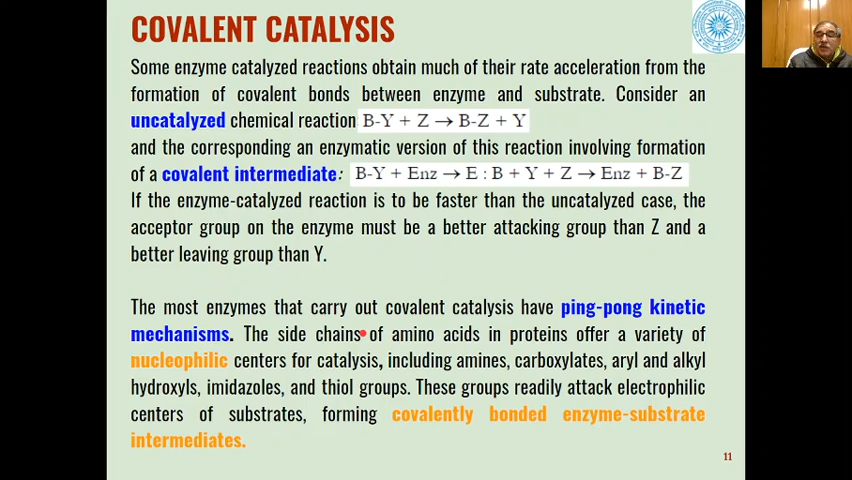 COVALENT CATALYSIS
Some enzyme catalyzed reactions obtain much of their rate acceleration from the
formation of covalent bonds between enzyme and substrate. Consider an
uncatalyzed chemical reaction B-Y + Z → B-Z + Y
and the corresponding an enzymatic version of this reaction involving formation
of a covalent intermediate: B-Y + Enz → E : B + Y + Z → Enz + B-Z
If the enzyme-catalyzed reaction is to be faster than the uncatalyzed case, the
acceptor group on the enzyme must be a better attacking group than Z and a
better leaving group than Y.
The most enzymes that carry out covalent catalysis have ping-pong kinetic
mechanisms. The side chains of amino acids in proteins offer a variety of
nucleophilic centers for catalysis, including amines, carboxylates, aryl and alkyl
hydroxyls, imidazoles, and thiol groups. These groups readily attack electrophilic
centers of substrates, forming covalently bonded enzyme-substrate
intermediates.
11